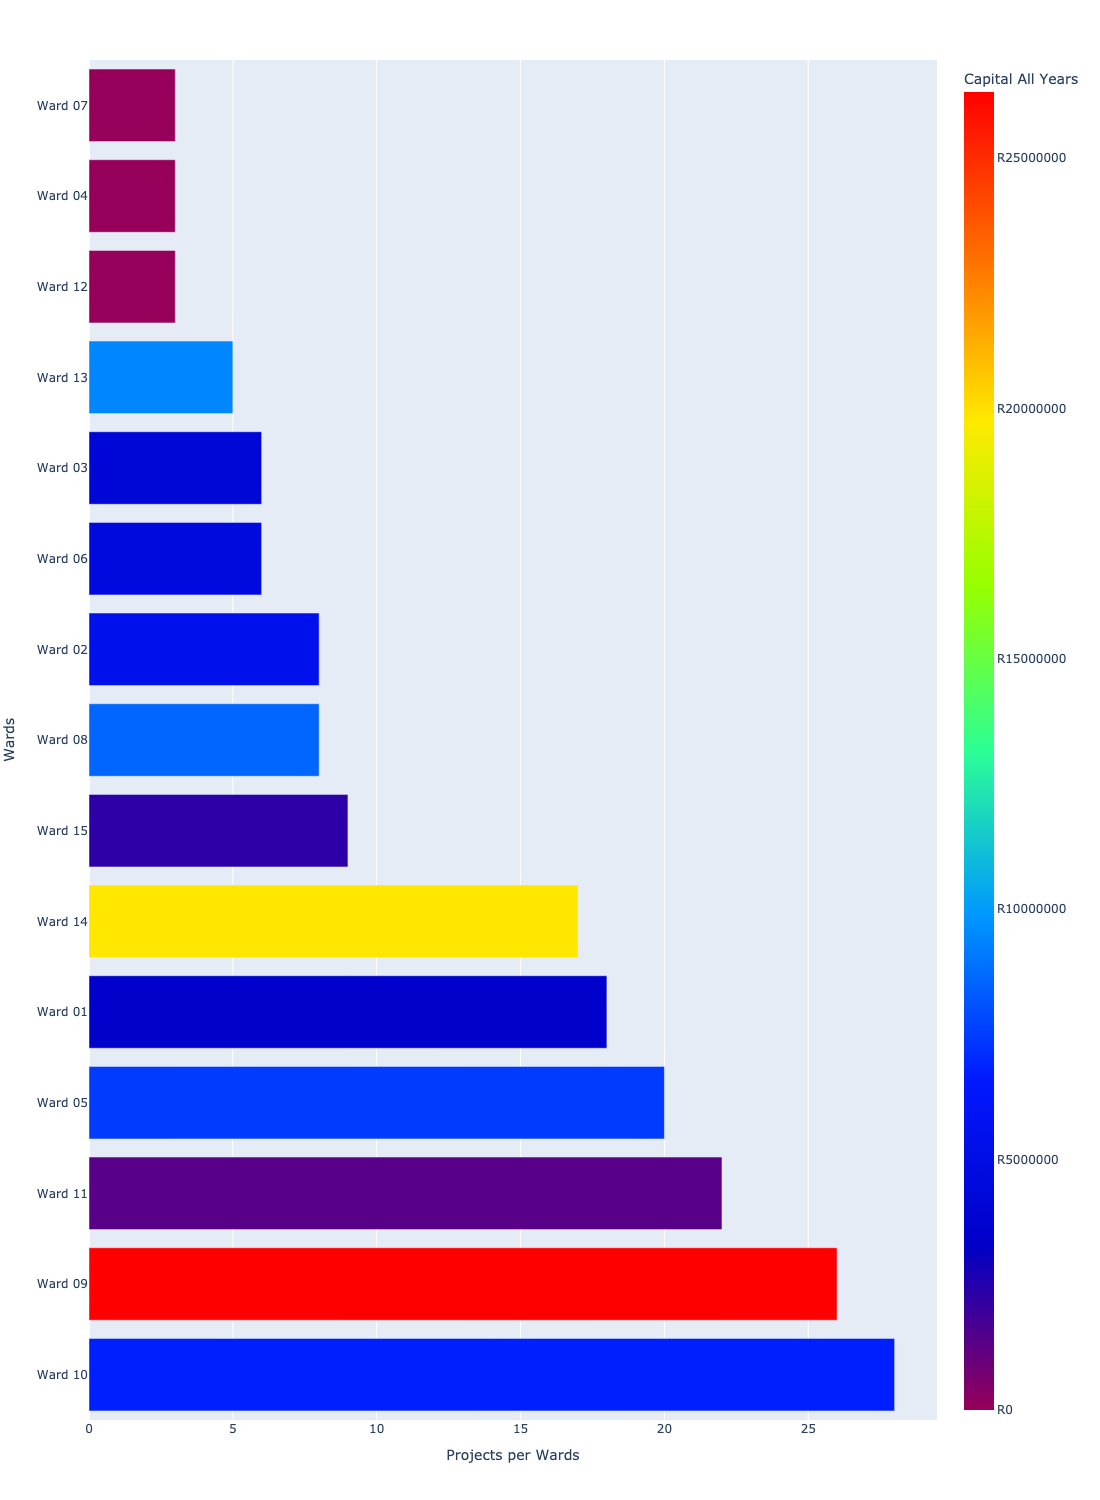 Capital All Years
Ward 07
Ward 04
Ward 12
Ward 13
Ward 03
Ward 06
Ward 02
Ward 08
Ward 15
Ward 14
Ward 01
Ward 05
Ward 11
Ward 09
Ward 10
Wards
0
5
10
15
20
25
Projects per Wards
R25000000
R20000000
R15000000
R10000000
R5000000
R0